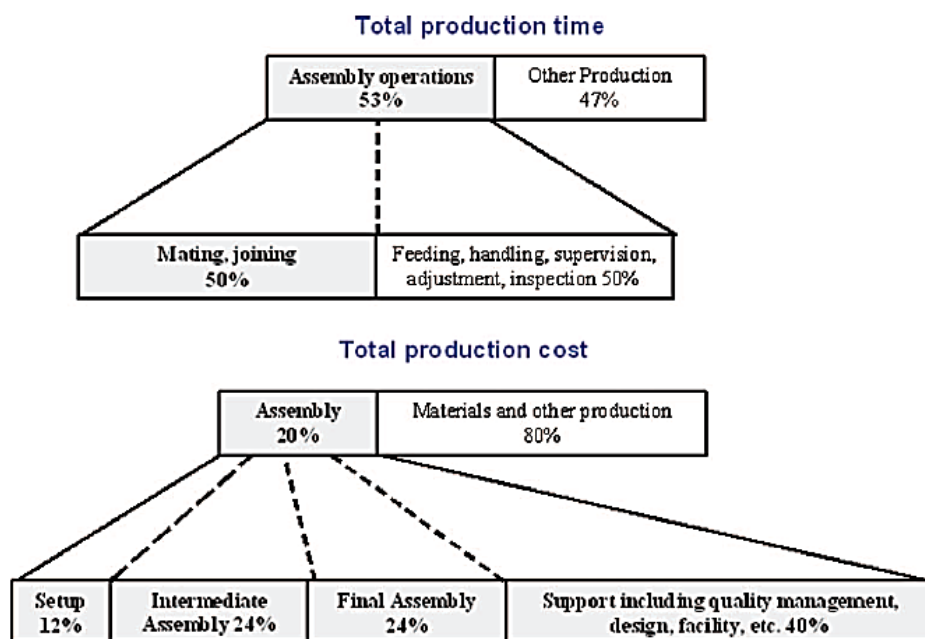 Total production time
Assembly operations
53%
Other Production
47%
Mating, joining
50%
Feeding, handling, supervision,
adjustment, inspection 50%
Total production cost
Assembly
20%
Materials and other production
80%
Setup
12%
Intermediate
Assembly 24%
Final Assembly
24%
Support including quality management,
design, facility, etc. 40%